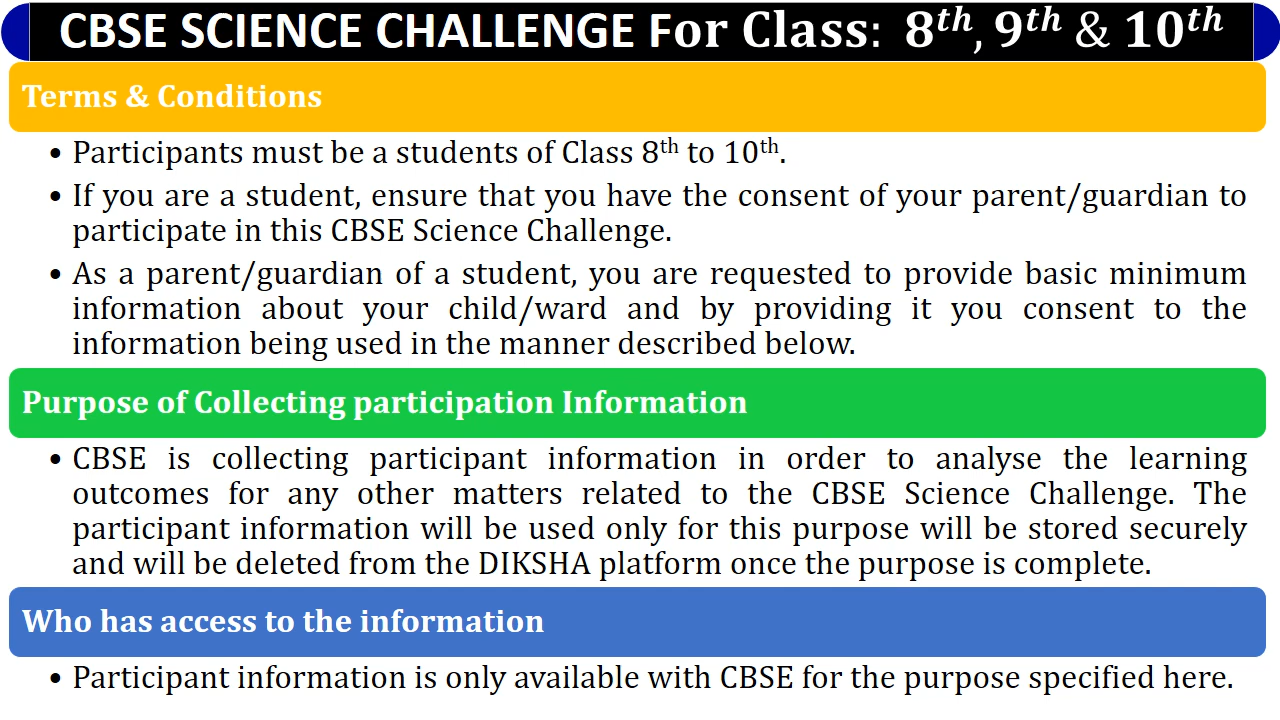 CBSE SCIENCE CHALLENGE For Class: 8th, 9th & 10th
Terms & Conditions
• Participants must be a students of Class 8th to 10th.
• If you are a student, ensure that you have the consent of your parent/guardian to
participate in this CBSE Science Challenge.
• As a parent/guardian of a student, you are requested to provide basic minimum
information about your child/ward and by providing it you consent to the
information being used in the manner described below.
Purpose of Collecting participation Information
• CBSE is collecting participant information in order to analyse the learning
outcomes for any other matters related to the CBSE Science Challenge. The
participant information will be used only for this purpose will be stored securely
and will be deleted from the DIKSHA platform once the purpose is complete.
Who has access to the information
• Participant information is only available with CBSE for the purpose specified here.